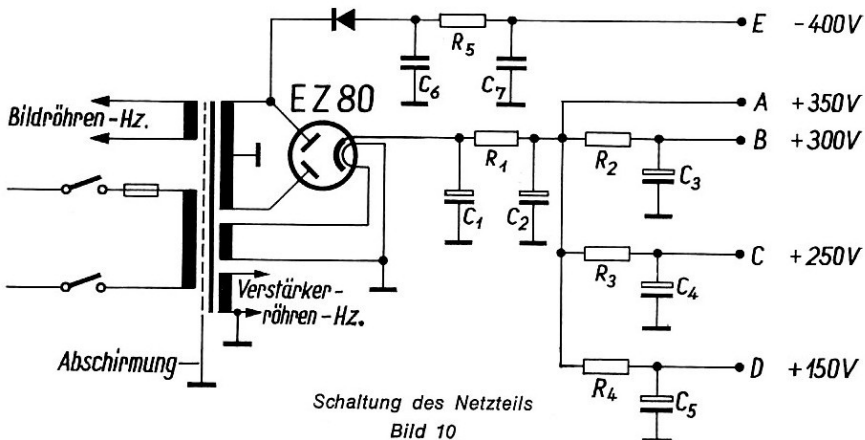 E -400V
R5
C6
C7
EZ80
A +350V
Bildröhren-Hz.
B +300V
R1
R2
C1
C2
C3
R3
C +250V
C4
Verstärker-
röhren-Hz.
Abschirmung
R4
D +150V
C5
Schaltung des Netzteils
Bild 10